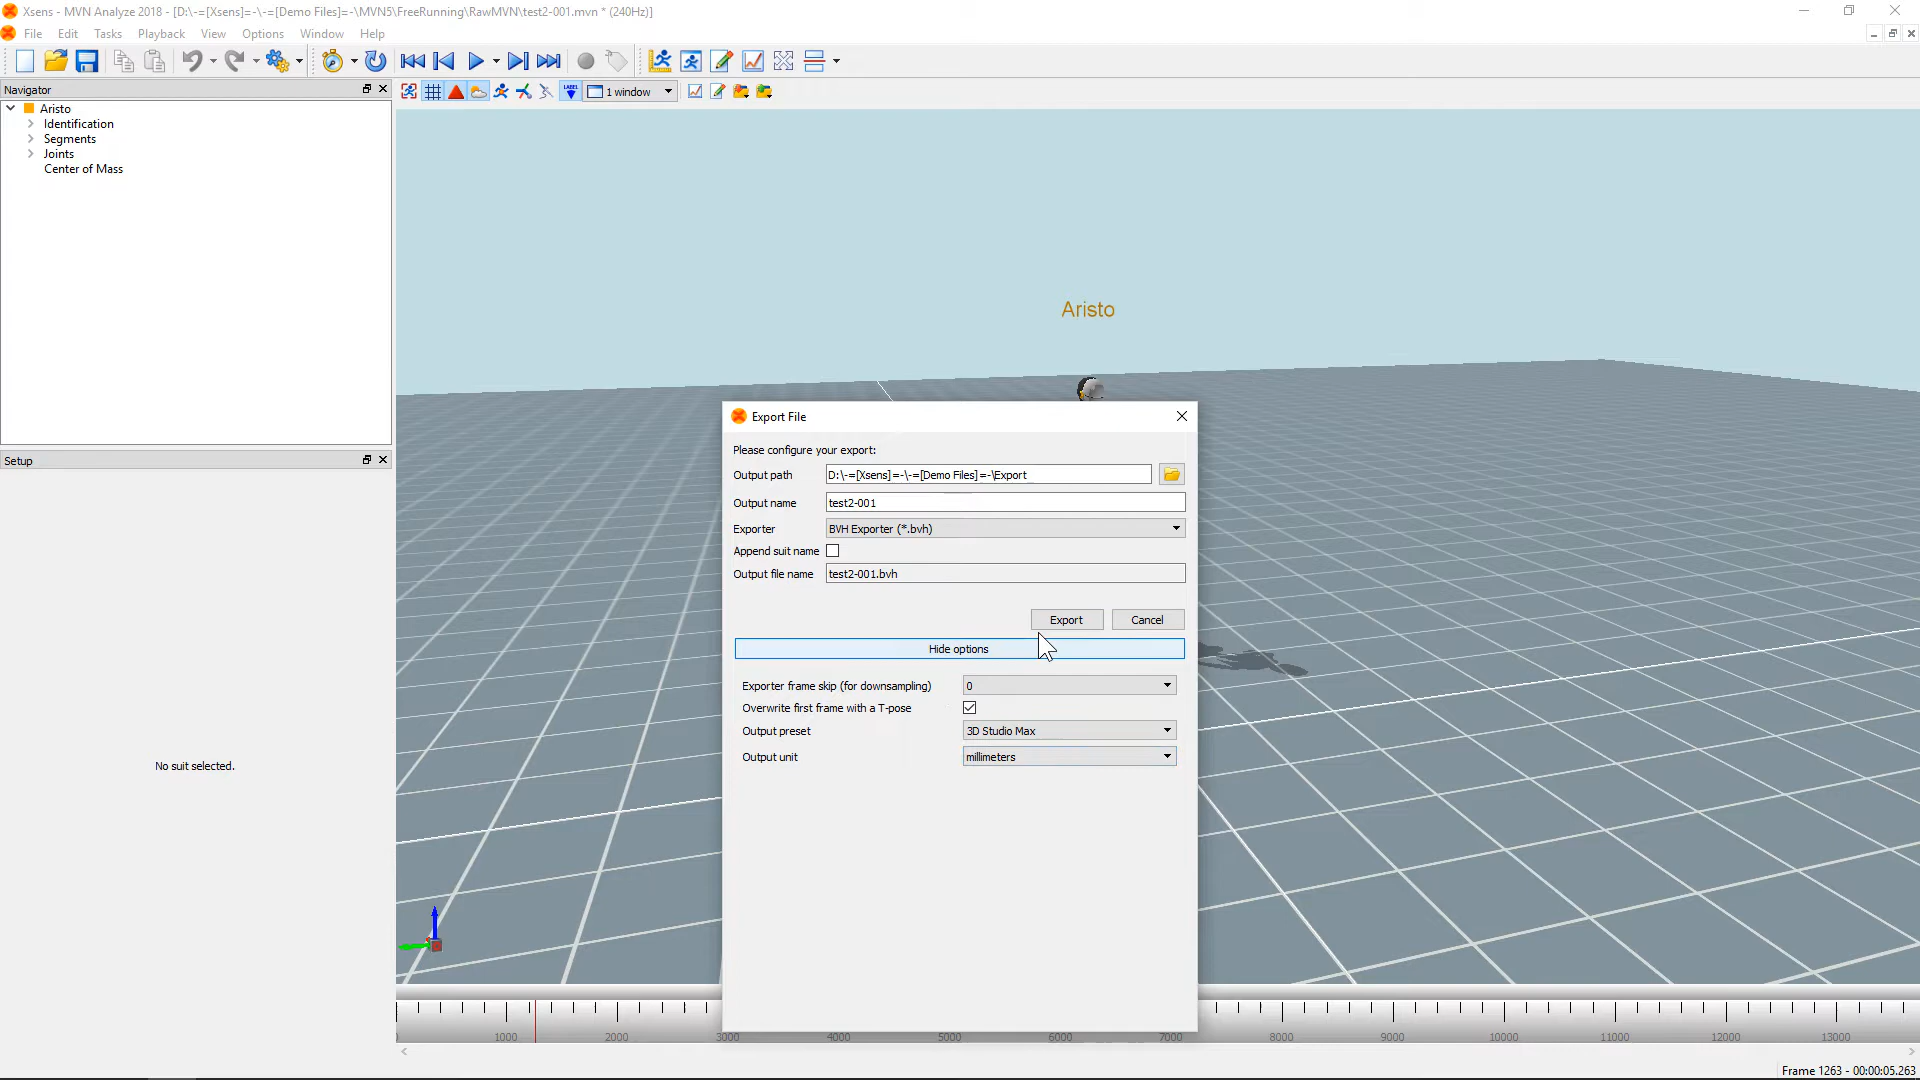 Xsens - MVN Analyze 2018 - [D:\-=[Xsens]=-\-=[Demo Files]=-\MVN5\FreeRunning\RawMVN\test2-001.mvn * (240Hz)]
File Edit Tasks Playback View Options Window Help
Navigator
LABEL
1 window
Aristo
Identification
Segments
Joints
Center of Mass
Aristo
Setup
No suit selected.
Export File
Please configure your export:
Output path D:\-=[Xsens]=-\-=[Demo Files]=-\Export
Output name test2-001
Exporter BVH Exporter (*.bvh)
Append suit name
Output file name test2-001.bvh
Export Cancel
Hide options
Exporter frame skip (for downsampling) 0
Overwrite first frame with a T-pose
Output preset 3D Studio Max
Output unit millimeters
1000 2000 3000 4000 5000 6000 7000 8000 9000 10000 11000 12000 13000
Frame 1263 - 00:00:05.263